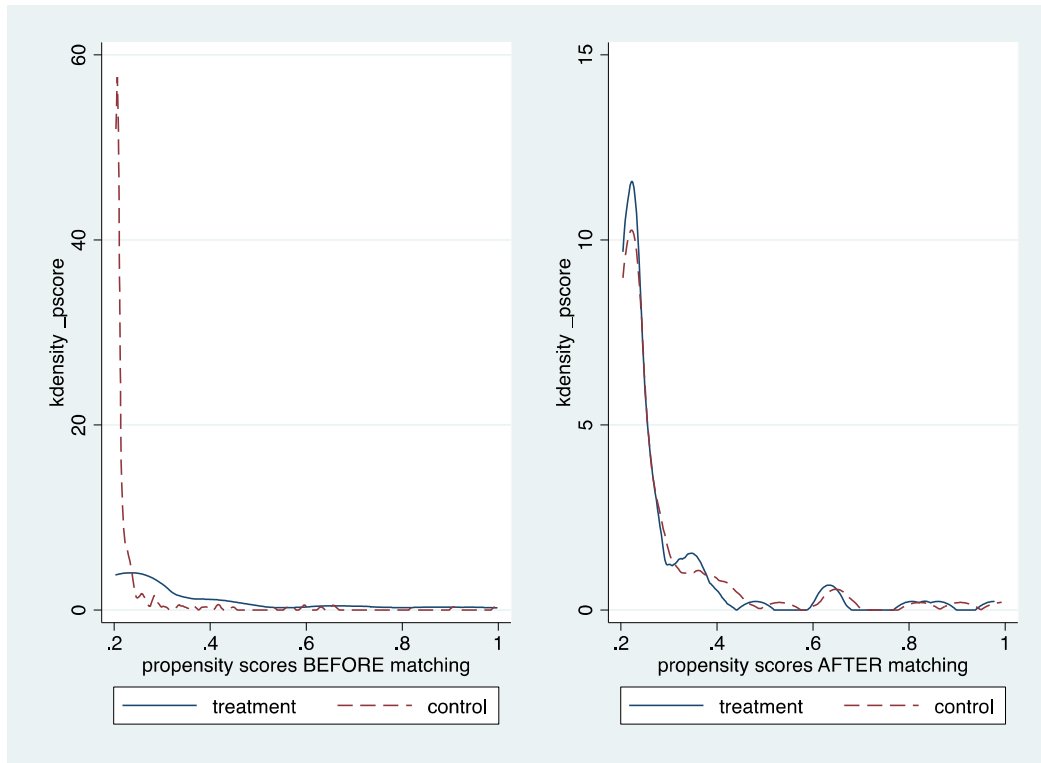 60
40
20
0
kdensity _pscore
.2 .4 .6 .8 1
propensity scores BEFORE matching
treatment control
15
10
5
0
kdensity _pscore
.2 .4 .6 .8 1
propensity scores AFTER matching
treatment control